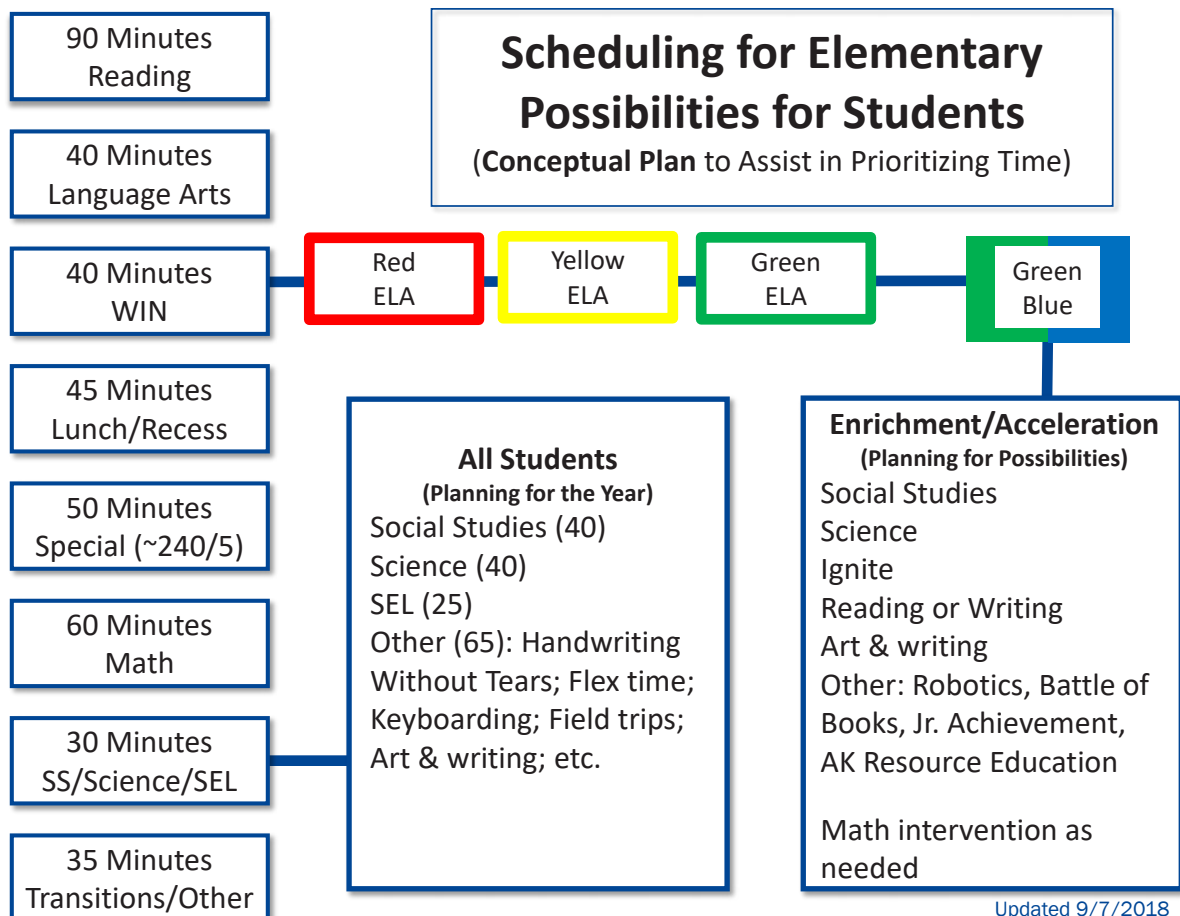 90 Minutes
Reading
40 Minutes
Language Arts
40 Minutes
WIN
45 Minutes
Lunch/Recess
50 Minutes
Special (~240/5)
60 Minutes
Math
30 Minutes
SS/Science/SEL
35 Minutes
Transitions/Other
Scheduling for Elementary
Possibilities for Students
(Conceptual Plan to Assist in Prioritizing Time)
Red
ELA
Yellow
ELA
Green
ELA
Green
Blue
All Students
(Planning for the Year)
Social Studies (40)
Science (40)
SEL (25)
Other (65): Handwriting
Without Tears; Flex time;
Keyboarding; Field trips;
Art & writing; etc.
Enrichment/Acceleration
(Planning for Possibilities)
Social Studies
Science
Ignite
Reading or Writing
Art & writing
Other: Robotics, Battle of
Books, Jr. Achievement,
AK Resource Education
Math intervention as
needed
Updated 9/7/2018